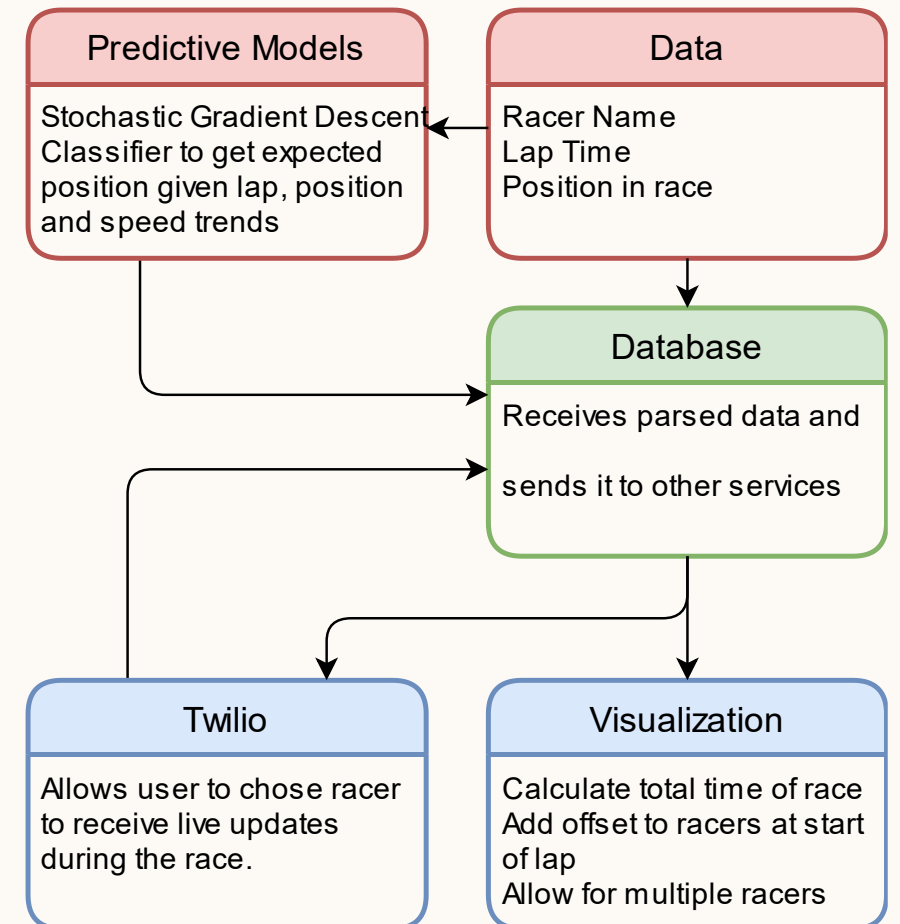 Predictive Models
Stochastic Gradient Descent
Classifier to get expected
position given lap, position
and speed trends
Data
Racer Name
Lap Time
Position in race
Database
Receives parsed data and
sends it to other services
Twilio
Allows user to chose racer
to receive live updates
during the race.
Visualization
Calculate total time of race
Add offset to racers at start
of lap
Allow for multiple racers